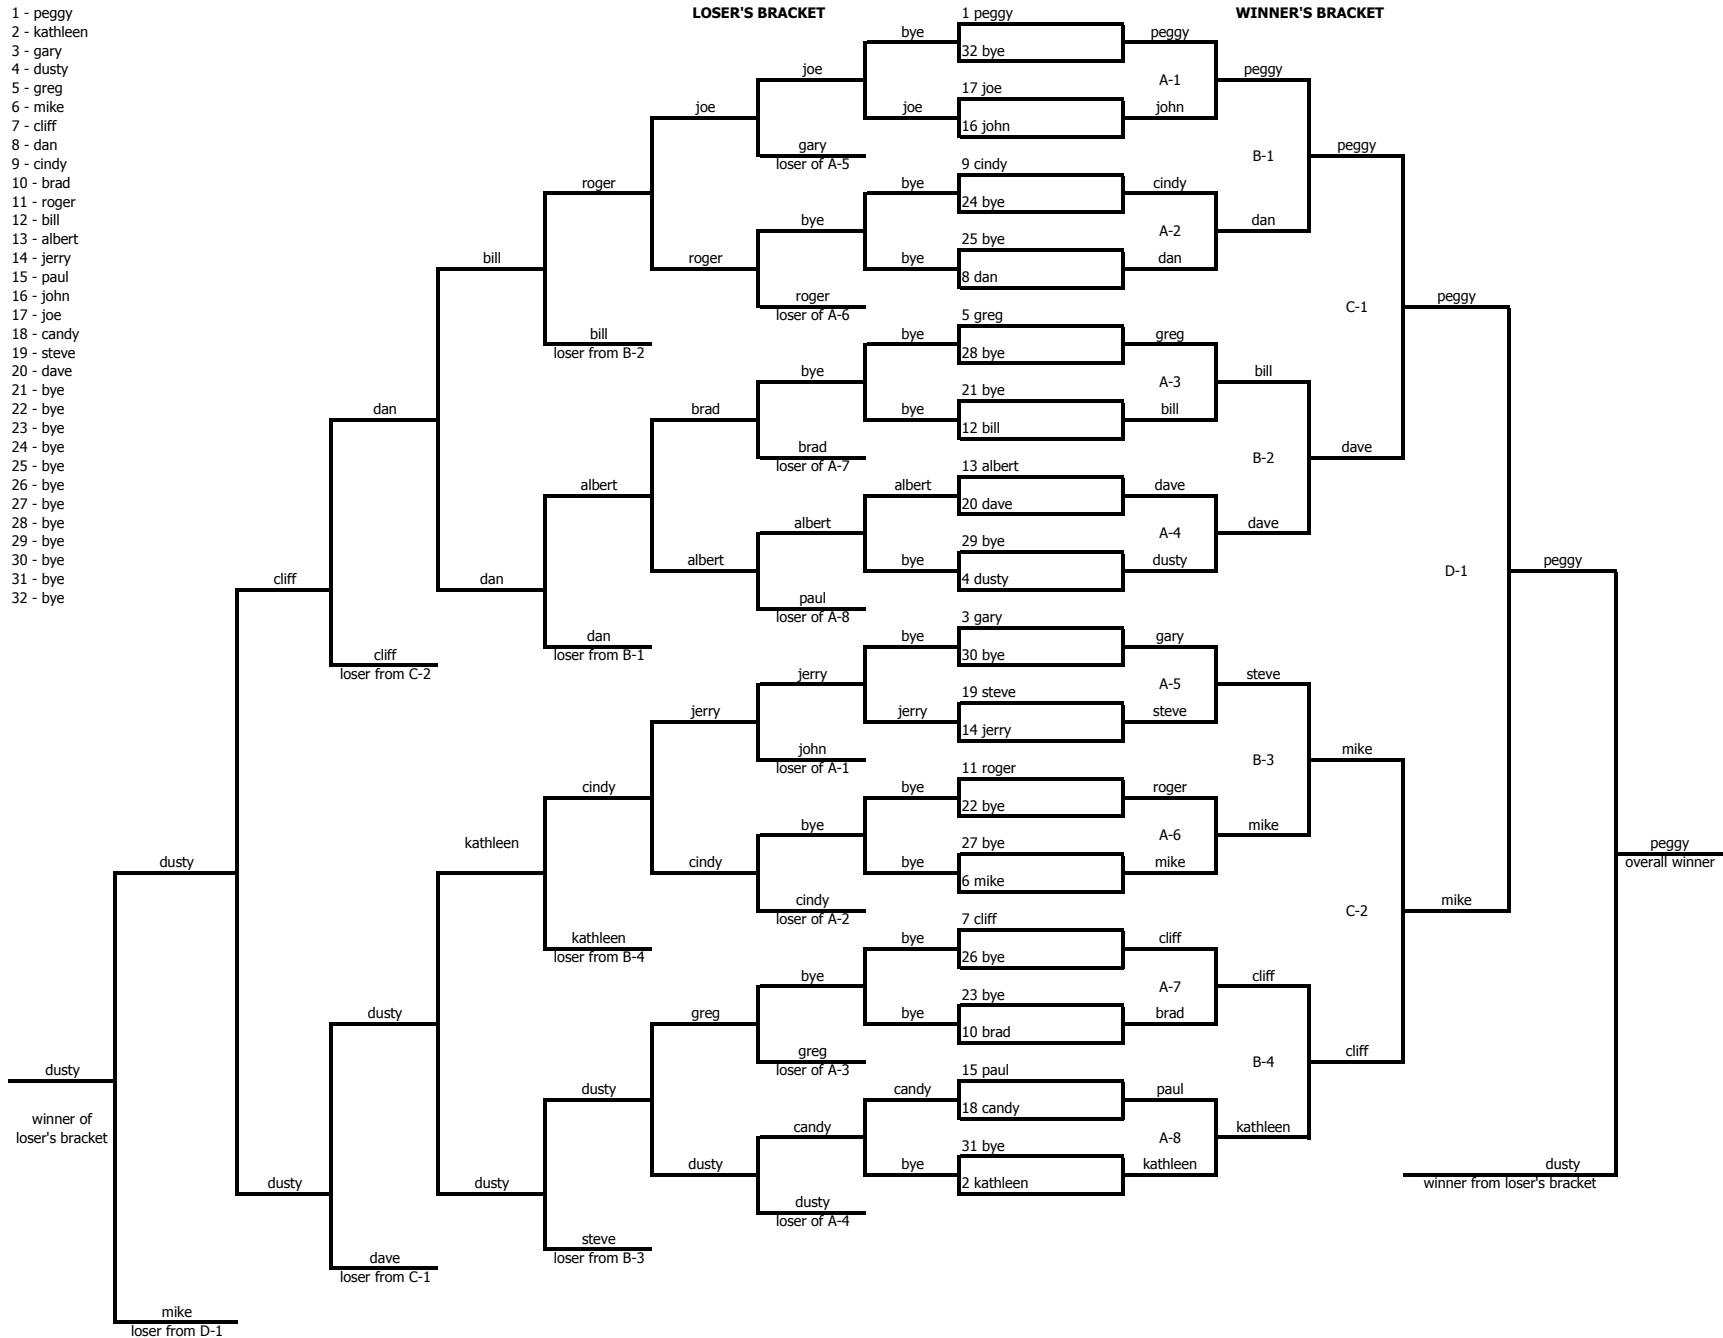 1 - peggy
2 - kathleen
3 - gary
4 - dusty
5 - greg
6 - mike
7 - cliff
8 - dan
9 - cindy
10 - brad
11 - roger
12 - bill
13 - albert
14 - jerry
15 - paul
16 - john
17 - joe
18 - candy
19 - steve
20 - dave
21 - bye
22 - bye
23 - bye
24 - bye
25 - bye
26 - bye
27 - bye
28 - bye
29 - bye
30 - bye
31 - bye
32 - bye
LOSER'S BRACKET
dusty
winner of
loser's bracket
dusty
mike
loser from D-1
cliff
dusty
dan
cliff
loser from C-2
dusty
dave
loser from C-1
bill
dan
kathleen
dusty
roger
bill
loser from B-2
albert
dan
loser from B-1
cindy
kathleen
loser from B-4
dusty
steve
loser from B-3
joe
roger
brad
albert
jerry
cindy
greg
dusty
joe
gary
loser of A-5
bye
roger
loser of A-6
bye
brad
loser of A-7
albert
paul
loser of A-8
jerry
john
loser of A-1
bye
cindy
loser of A-2
bye
greg
loser of A-3
candy
dusty
loser of A-4
bye
joe
bye
bye
bye
bye
albert
bye
bye
jerry
bye
bye
bye
bye
candy
bye
1 peggy
32 bye
17 joe
16 john
9 cindy
24 bye
25 bye
8 dan
5 greg
28 bye
21 bye
12 bill
13 albert
20 dave
29 bye
4 dusty
3 gary
30 bye
19 steve
14 jerry
11 roger
22 bye
27 bye
6 mike
7 cliff
26 bye
23 bye
10 brad
15 paul
18 candy
31 bye
2 kathleen
WINNER'S BRACKET
peggy
A-1
john
cindy
A-2
dan
greg
A-3
bill
dave
A-4
dusty
gary
A-5
steve
roger
A-6
mike
cliff
A-7
brad
paul
A-8
kathleen
peggy
B-1
dan
bill
B-2
dave
steve
B-3
mike
cliff
B-4
kathleen
peggy
C-1
dave
mike
C-2
cliff
peggy
D-1
mike
peggy
dusty
winner from loser's bracket
peggy
overall winner